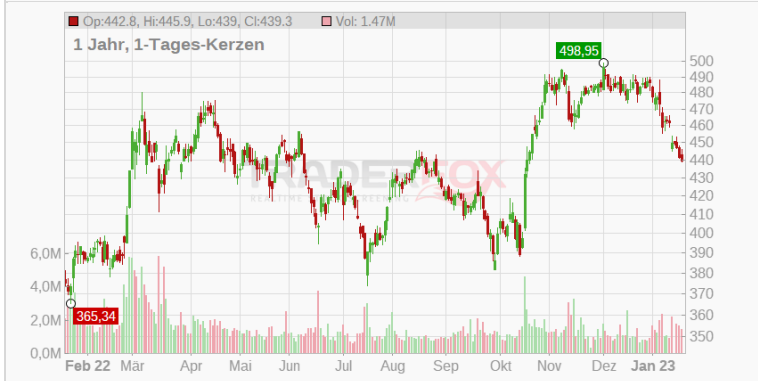 Op:442.8, Hi:445.9, Lo:439, Cl:439.3 Vol: 1.47M
1 Jahr, 1-Tages-Kerzen
498,95
500
490
480
470
460
450
440
430
420
410
400
390
380
370
360
350
TRADERFOX
6,0M
4,0M
2,0M
0,0M
365,34
Feb 22 Mär Apr Mai Jun Jul Aug Sep Okt Nov Dez Jan 23